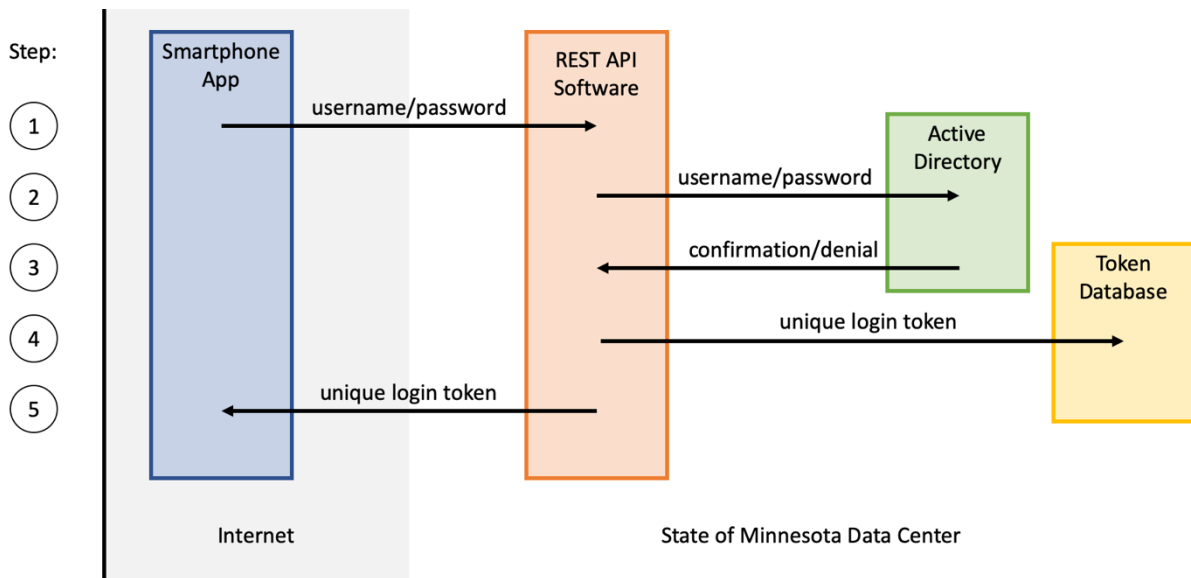 Step:
Smartphone
App
REST API
Software
1
username/password
Active
Directory
2
username/password
3
confirmation/denial
Token
Database
4
unique login token
5
unique login token
Internet
State of Minnesota Data Center